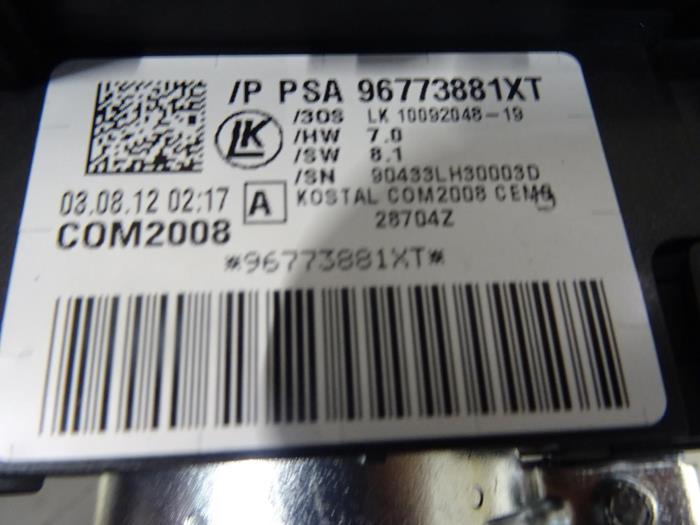 /P PSA 96773881XT
/3OS LK 10092048-19
LK
/HW 7.0
/SW 8.1
/SN 90433LH30003D
03.08.12 02:17 A KOSTAL COM2008
28704Z
COM2008
*96773881XT*